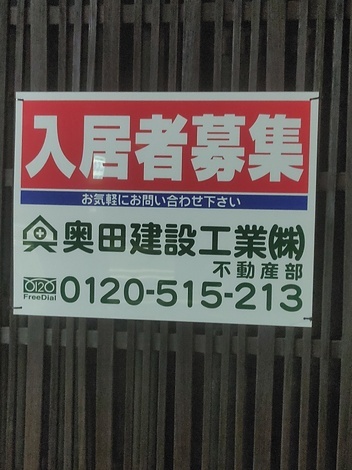 入居者募集
お気軽にお問い合わせ下さい
奥田建設工業㈱
不動産部
0120 FreeDial 0120-515-213